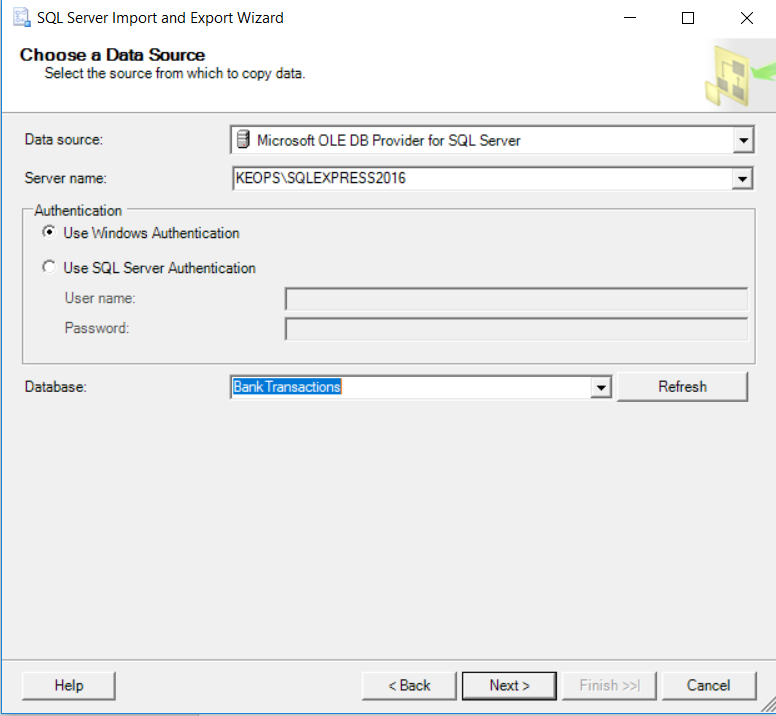 SQL Server Import and Export Wizard
Choose a Data Source
Select the source from which to copy data.
Data source: Microsoft OLE DB Provider for SQL Server
Server name: KEOPS\SQLEXPRESS2016
Authentication
Use Windows Authentication
Use SQL Server Authentication
User name:
Password:
Database: BankTransactions Refresh
Help < Back Next > Finish >>| Cancel